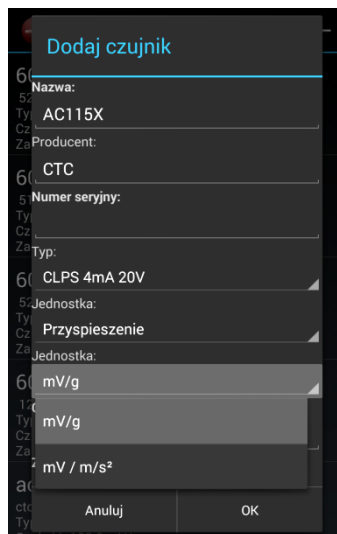 Dodaj czujnik
Nazwa:
AC115X
Producent:
CTC
Numer seryjny:
Typ:
CLPS 4mA 20V
Jednostka:
Przyspieszenie
Jednostka:
mV/g
mV/g
mV / m/s²
Anuluj
OK